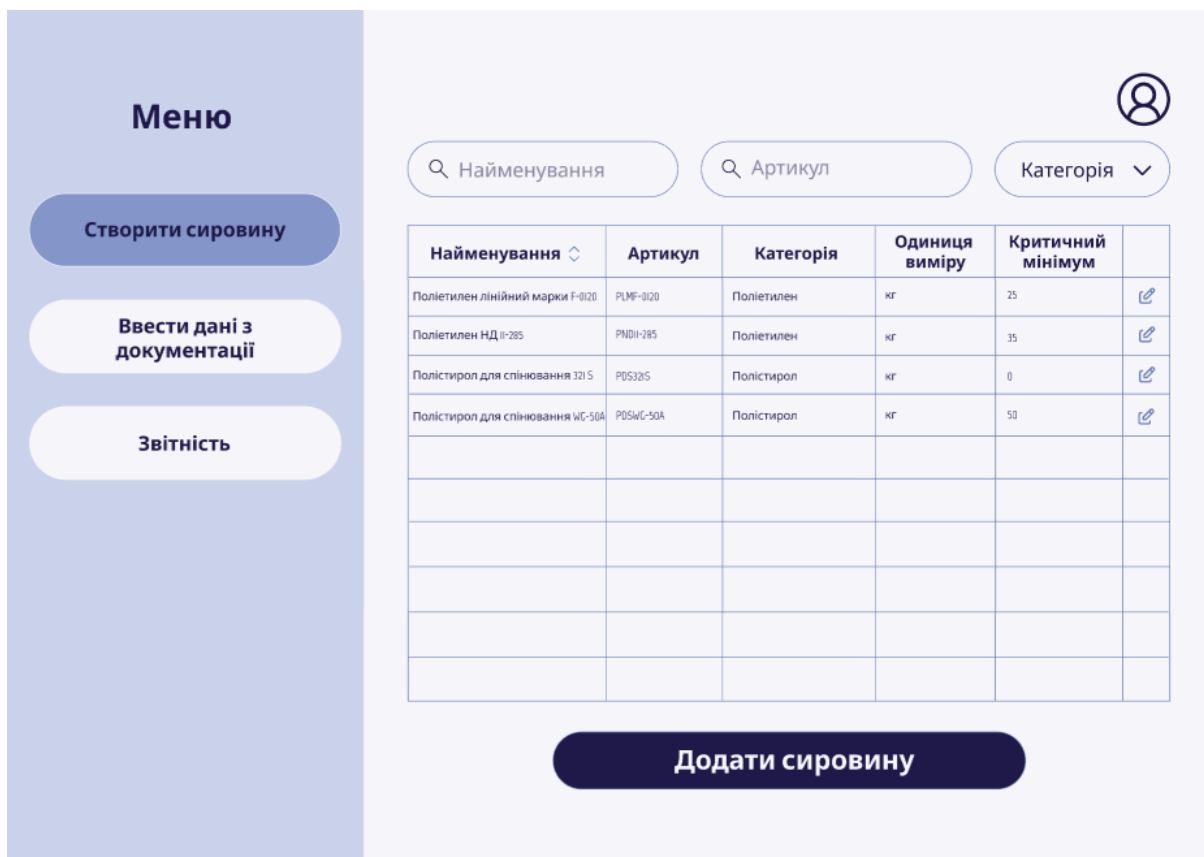 Меню
Створити сировину
Ввести дані з
документації
Звітність
Найменування
Артикул
Категорія
Найменування Артикул Категорія Одиниця виміру Критичний мінімум
Поліетилен лінійний марки F-0120 PLMF-0120 Поліетилен кг 25
Поліетилен НД II-285 PNDII-285 Поліетилен кг 35
Полістирол для спінювання 321 S PDS321S Полістирол кг 0
Полістирол для спінювання WG-50A PDSWG-50A Полістирол кг 50
Додати сировину